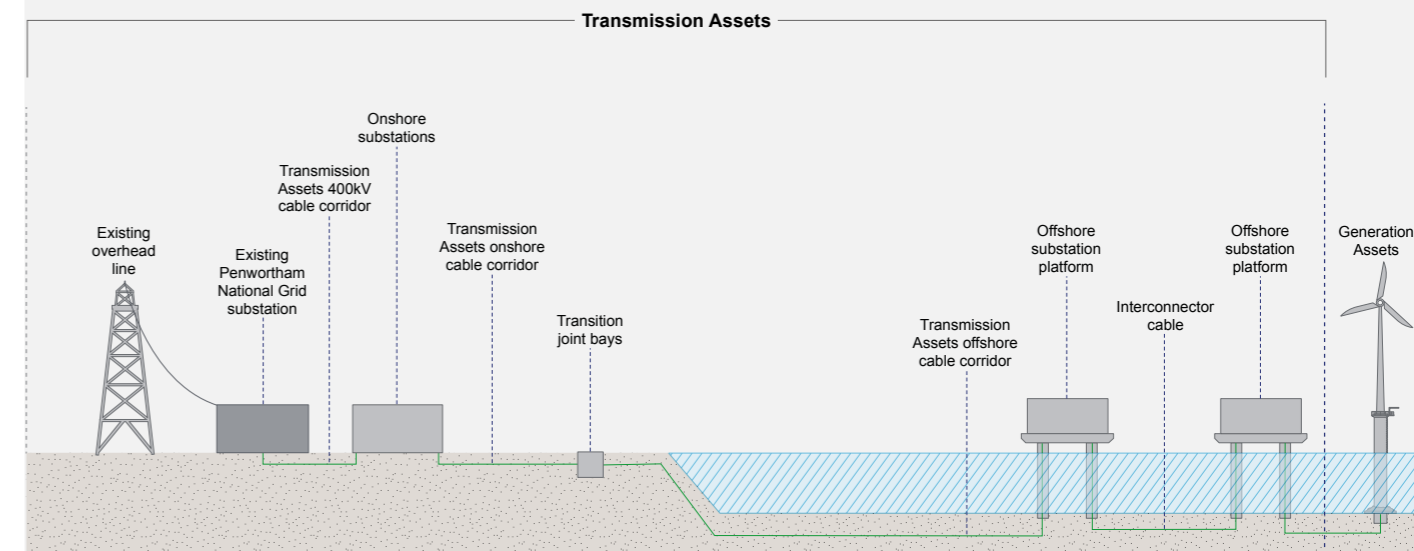 Transmission Assets
Existing
overhead
line
Existing
Penwortham
National Grid
substation
Transmission
Assets 400kV
cable corridor
Onshore
substations
Transmission
Assets onshore
cable corridor
Transition
joint bays
Transmission
Assets offshore
cable corridor
Offshore
substation
platform
Interconnector
cable
Offshore
substation
platform
Generation
Assets